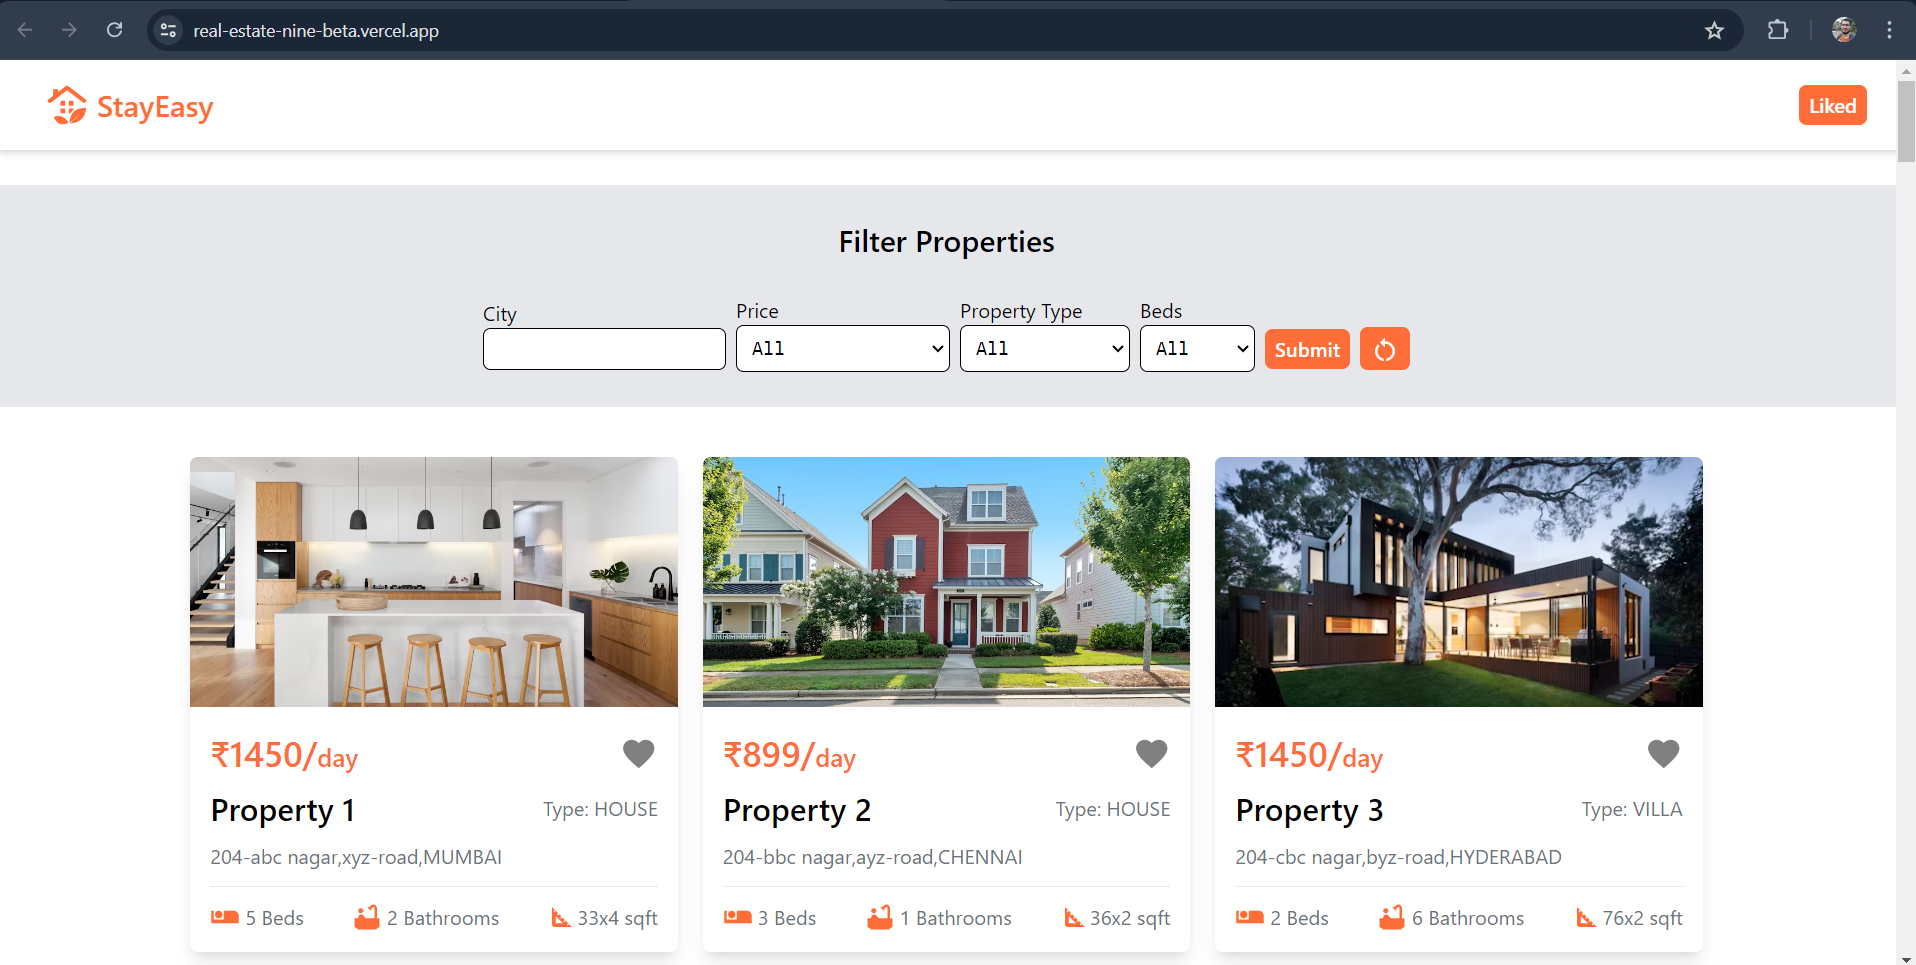 real-estate-nine-beta.vercel.app
StayEasy
Liked
Filter Properties
City
Price
Property Type
Beds
All
All
All
Submit
₹1450/day
Property 1
Type: HOUSE
204-abc nagar,xyz-road,MUMBAI
5 Beds
2 Bathrooms
33x4 sqft
₹899/day
Property 2
Type: HOUSE
204-bbc nagar,ayz-road,CHENNAI
3 Beds
1 Bathrooms
36x2 sqft
₹1450/day
Property 3
Type: VILLA
204-cbc nagar,byz-road,HYDERABAD
2 Beds
6 Bathrooms
76x2 sqft